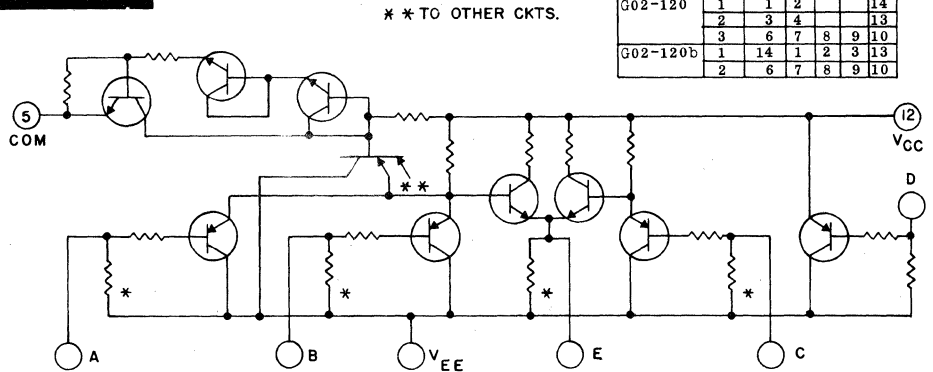 * * TO OTHER CKTS.
G02-120 1 1 2 14
2 3 4 13
3 6 7 8 9 10
G02-120b 1 14 1 2 3 13
2 6 7 8 9 10
5
COM
12
VCC
* *
D
*
*
*
*
A
B
VEE
E
C